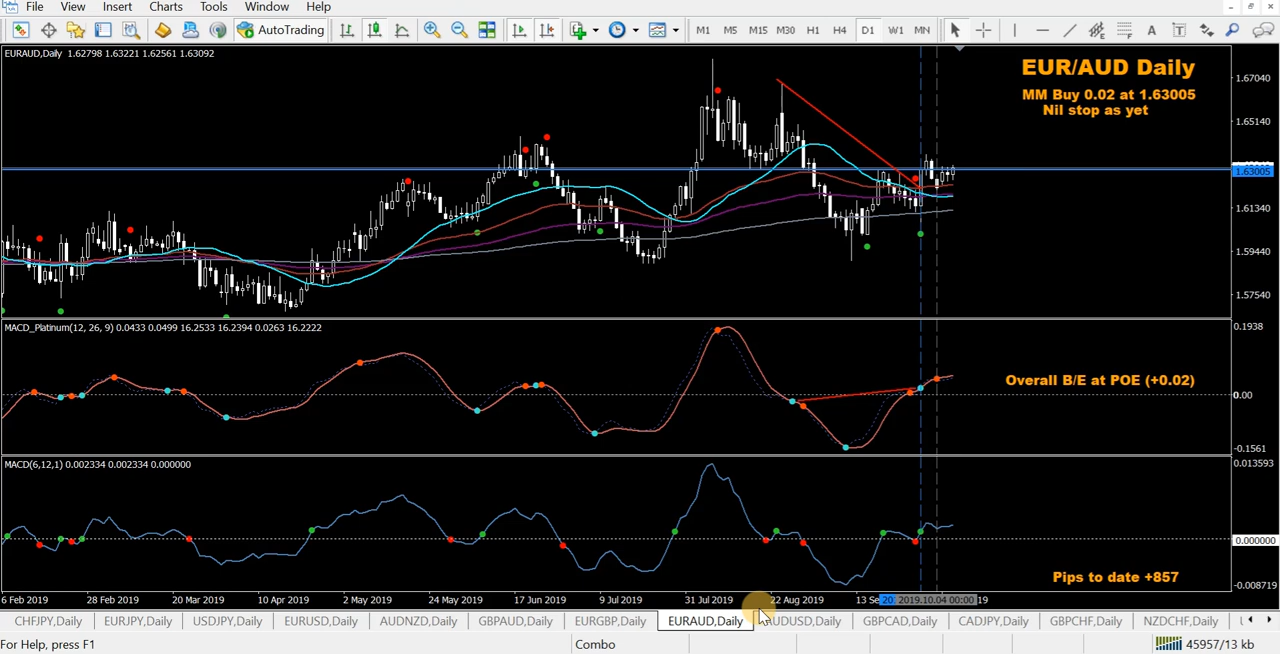 File View Insert Charts Tools Window Help
AutoTrading M1 M5 M15 M30 H1 H4 D1 W1 MN A T
EURAUD,Daily 1.62798 1.63221 1.62561 1.63092
EUR/AUD Daily
MM Buy 0.02 at 1.63005
Nil stop as yet
1.67040
1.65140
1.63005
1.61340
1.59440
1.57540
MACD_Platinum(12, 26, 9) 0.0433 0.0499 16.2533 16.2394 0.0263 16.2222
0.1938
Overall B/E at POE (+0.02)
0.00
-0.1561
MACD(6,12,1) 0.002334 0.002334 0.000000
0.013593
0.000000
Pips to date +857
-0.008719
6 Feb 2019 28 Feb 2019 20 Mar 2019 10 Apr 2019 2 May 2019 24 May 2019 17 Jun 2019 9 Jul 2019 31 Jul 2019 22 Aug 2019 13 Se 20 2019.10.04 00:00 19
CHFJPY,Daily EURJPY,Daily USDJPY,Daily EURUSD,Daily AUDNZD,Daily GBPAUD,Daily EURGBP,Daily EURAUD,Daily AUDUSD,Daily GBPCAD,Daily CADJPY,Daily GBPCHF,Daily NZDCHF,Daily
For Help, press F1 Combo 45957/13 kb